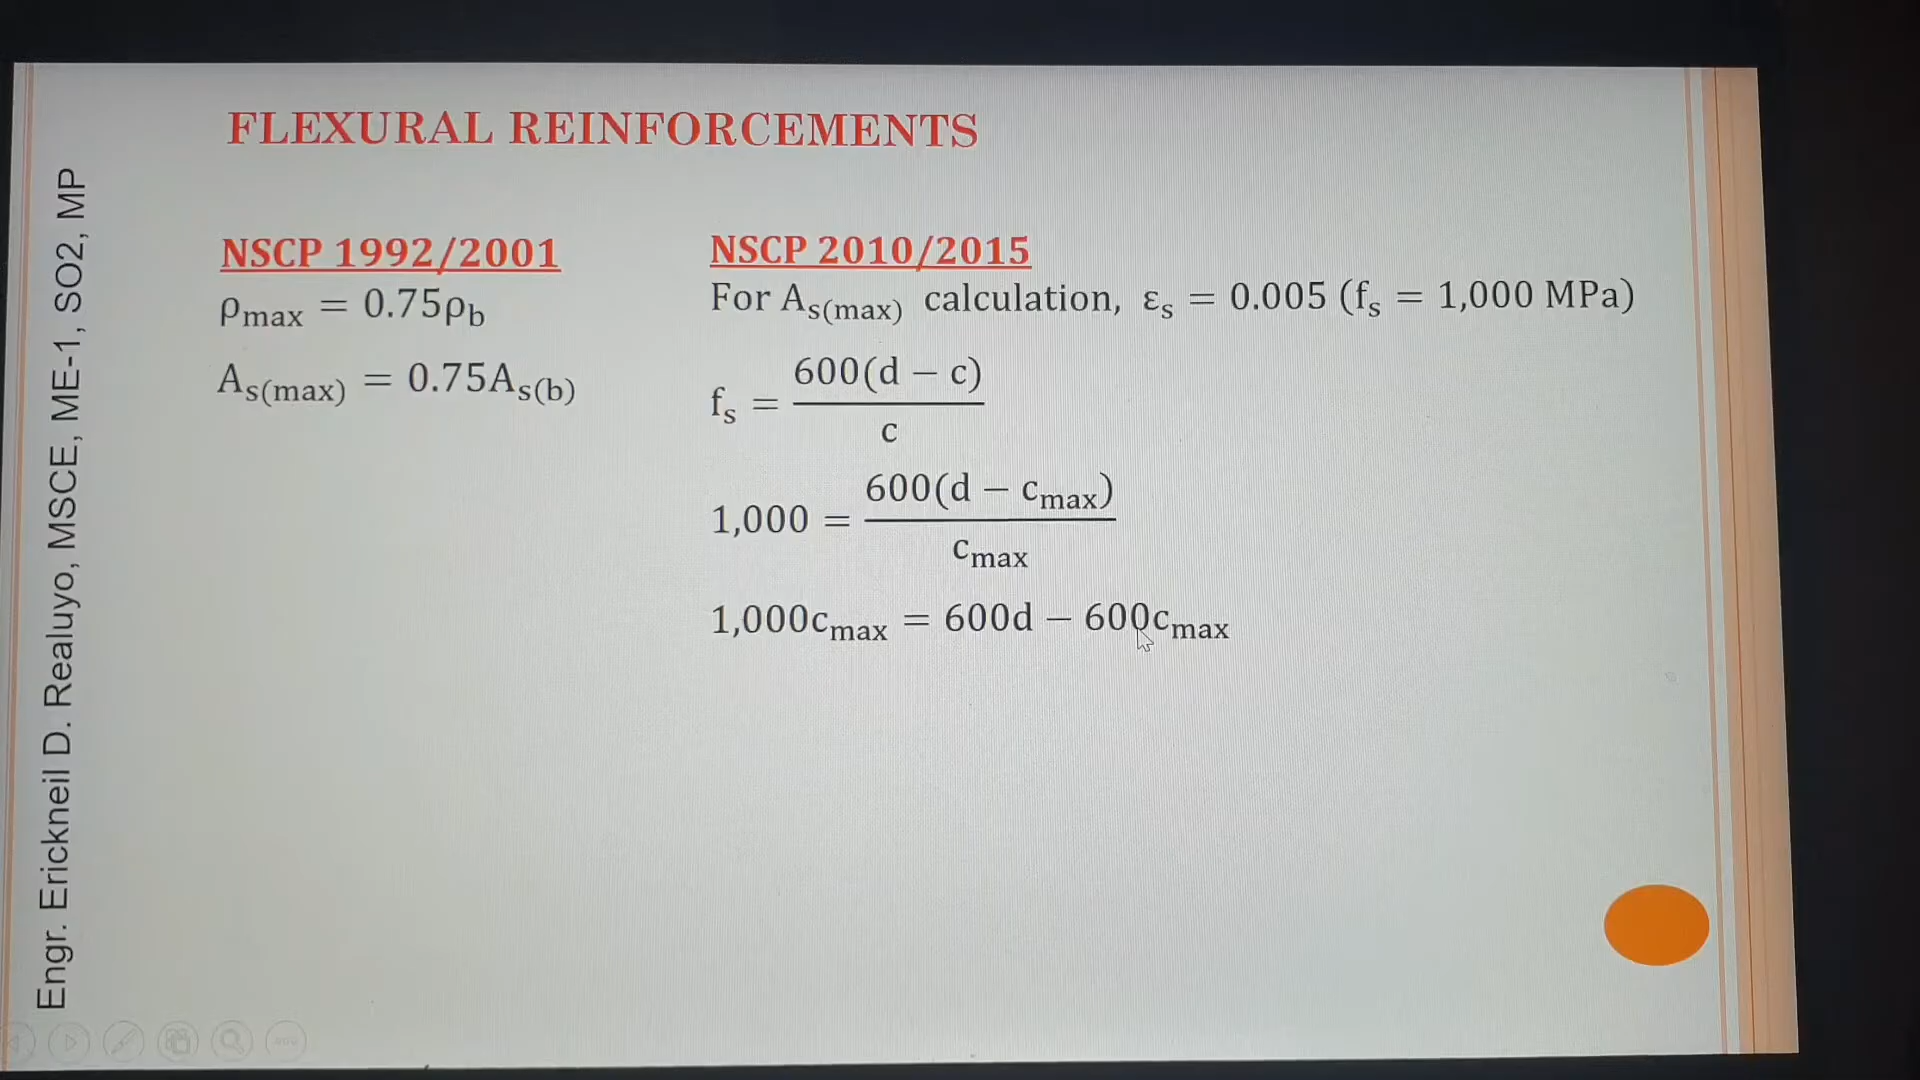 FLEXURAL REINFORCEMENTS
Engr. Erickneil D. Realuyo, MSCE, ME-1, SO2, MP
NSCP 1992/2001
ρmax = 0.75ρb
As(max) = 0.75As(b)
NSCP 2010/2015
For As(max) calculation, εs = 0.005 (fs = 1,000 MPa)
fs = 600(d − c) / c
1,000 = 600(d − cmax) / cmax
1,000cmax = 600d − 600cmax